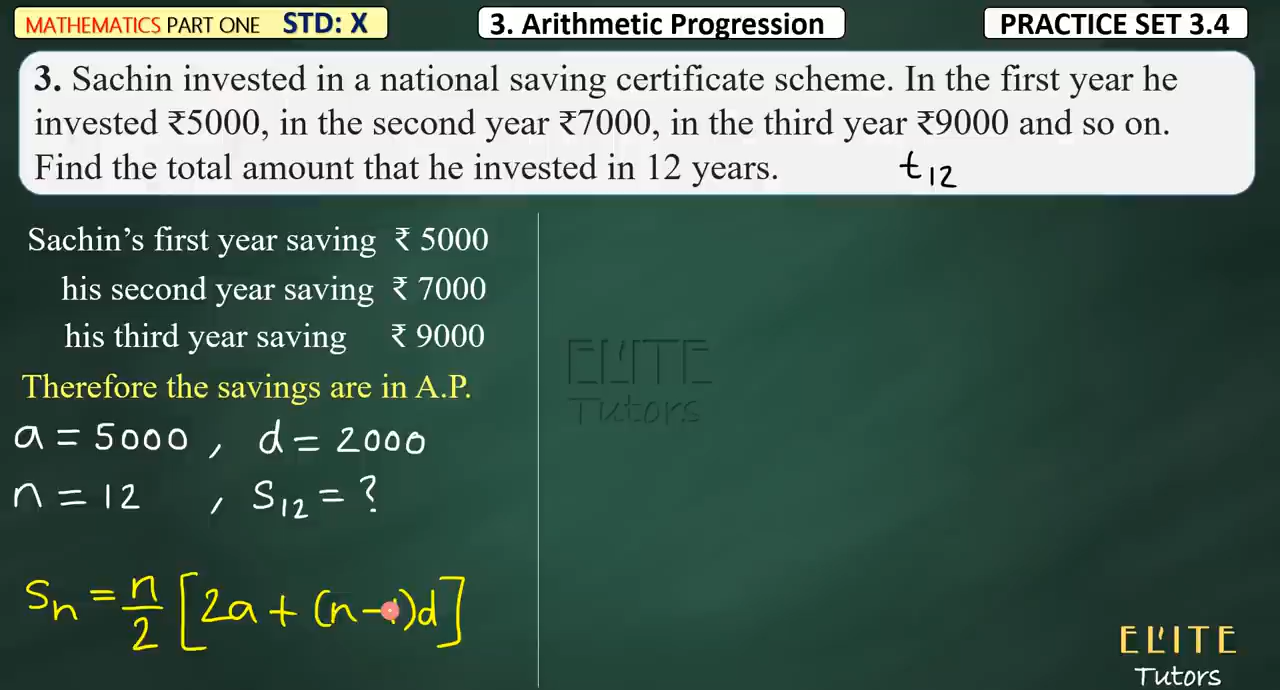 MATHEMATICS PART ONE STD: X
3. Arithmetic Progression
PRACTICE SET 3.4
3. Sachin invested in a national saving certificate scheme. In the first year he
invested ₹5000, in the second year ₹7000, in the third year ₹9000 and so on.
Find the total amount that he invested in 12 years.
t12
Sachin's first year saving ₹ 5000
his second year saving ₹ 7000
his third year saving ₹ 9000
Therefore the savings are in A.P.
a = 5000 , d = 2000
n = 12 , S12 = ?
Sn = n/2 [2a + (n-1)d]
ELITE
Tutors
ELITE
Tutors